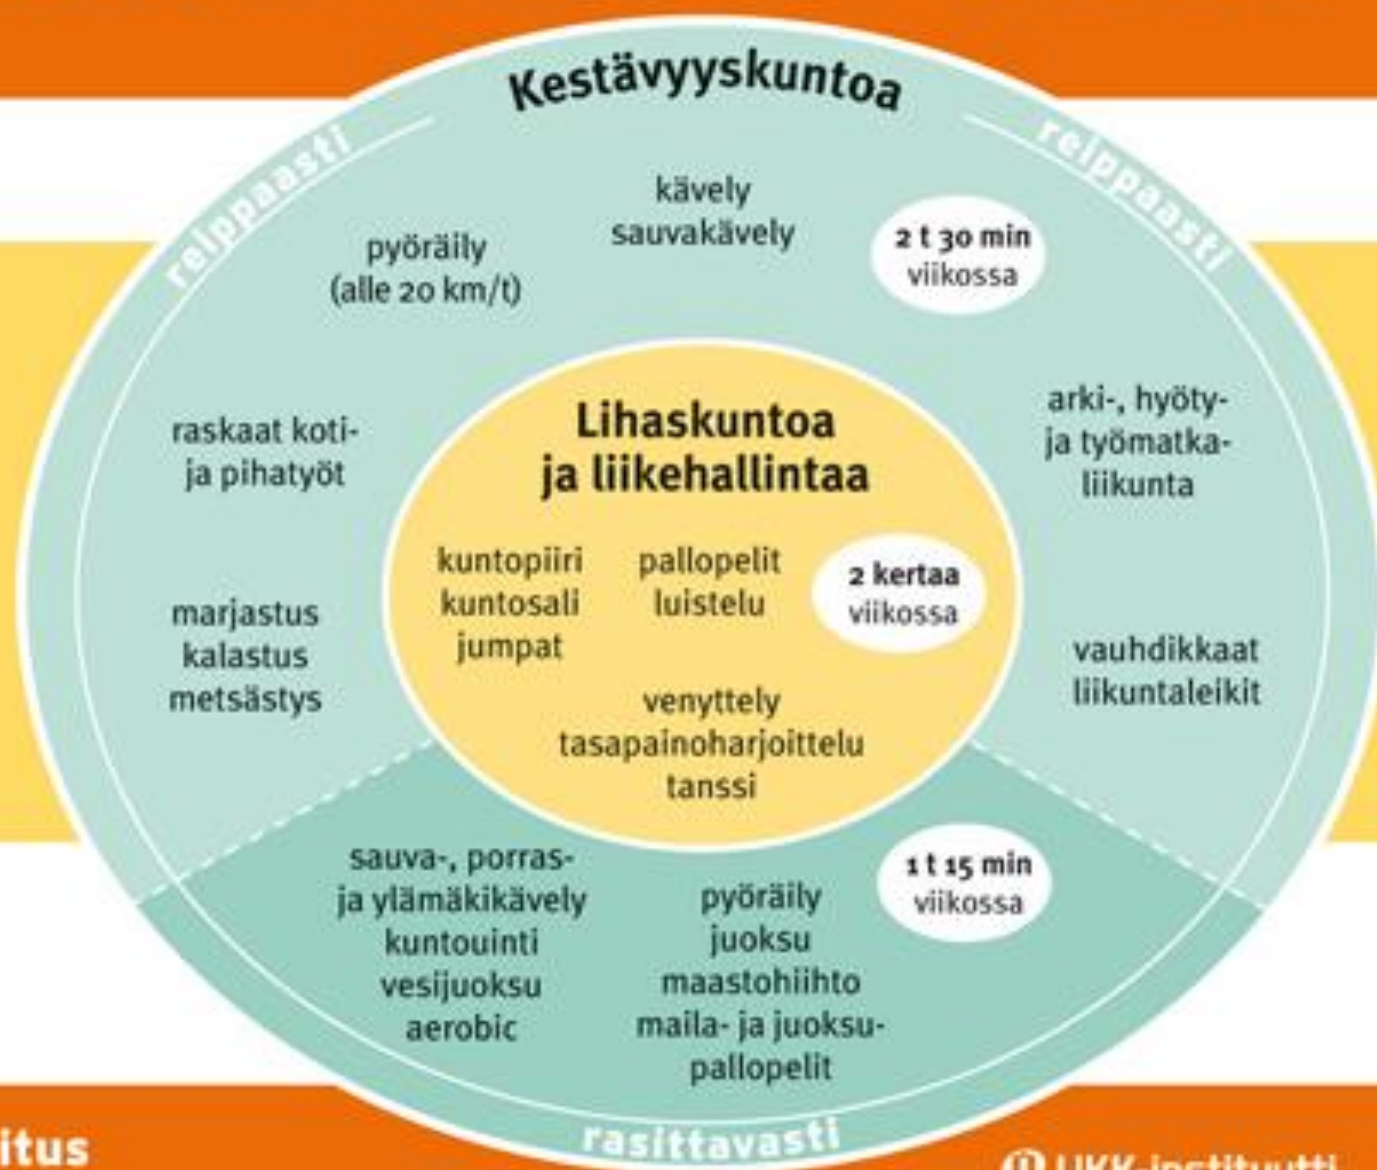 Kestävyyskuntoa
reippaasti
reippaasti
kävely
sauvakävely
2 t 30 min
viikossa
pyöräily
(alle 20 km/t)
raskaat koti-
ja pihatyöt
arki-, hyöty-
ja työmatka-
liikunta
Lihaskuntoa
ja liikehallintaa
kuntopiiri
kuntosali
jumpat
pallopelit
luistelu
2 kertaa
viikossa
marjastus
kalastus
metsästys
vauhdikkaat
liikuntaleikit
venyttely
tasapainoharjoittelu
tanssi
sauva-, porras-
ja ylämäkikävely
kuntouinti
vesijuoksu
aerobic
pyöräily
juoksu
maastohiihto
maila- ja juoksu-
pallopelit
1 t 15 min
viikossa
rasittavasti
itus
UKK-instituutti